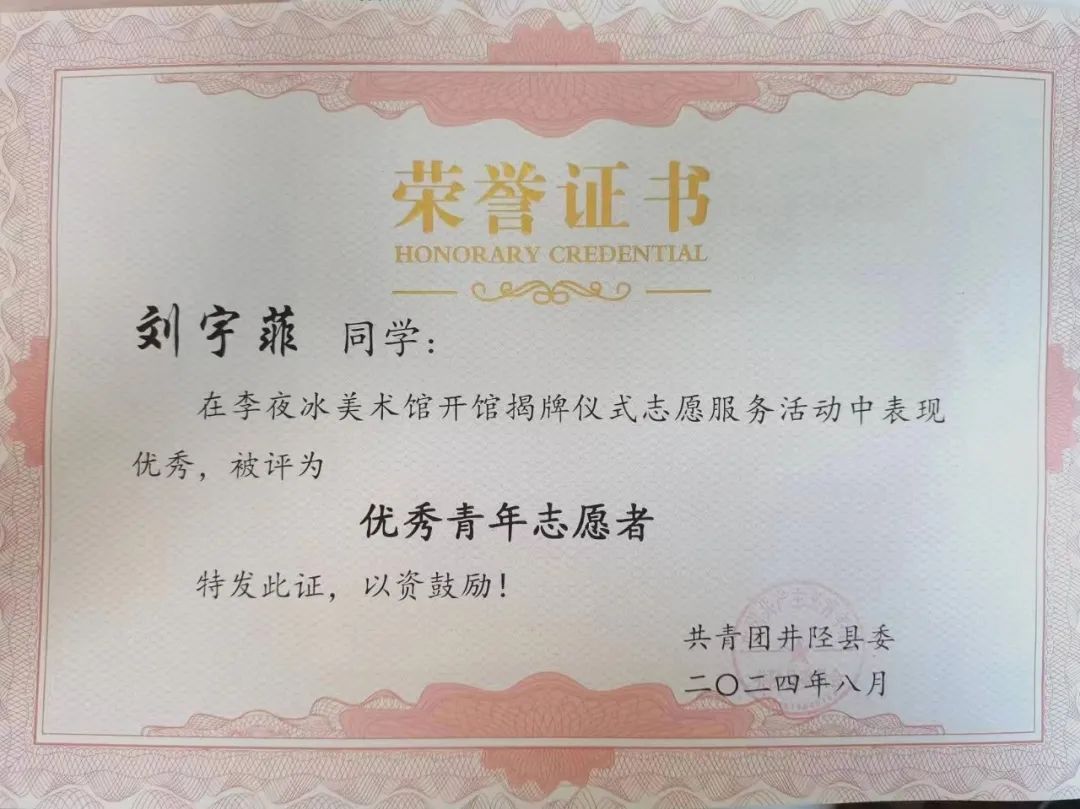 荣誉证书
HONORARY CREDENTIAL
刘宇菲 同学：
在李夜冰美术馆开馆揭牌仪式志愿服务活动中表现
优秀，被评为
优秀青年志愿者
特发此证，以资鼓励！
共青团井陉县委
二〇二四年八月